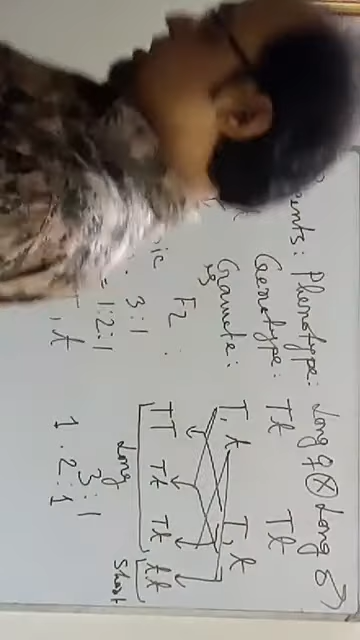 ents: Phenotype: Long ♀ ⊗ Long ♂
Genotype: Tt Tt
Gamete: T, t T, t
F2 : TT Tt Tt tt
Long Short
3:1 3:1
= 1:2:1 1:2:1
, t